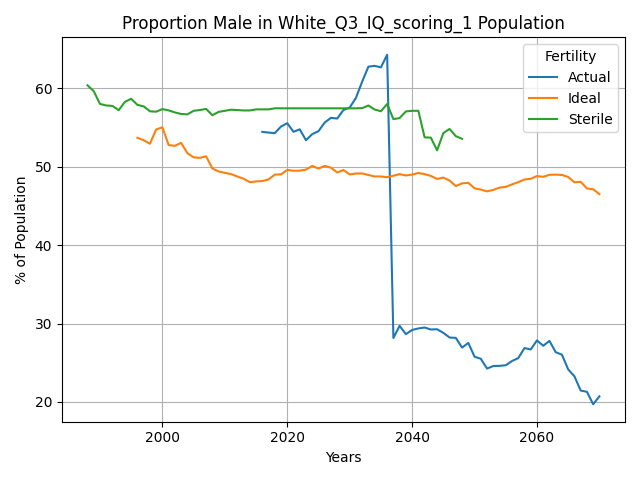 Proportion Male in White_Q3_IQ_scoring_1 Population
Fertility
Actual
Ideal
Sterile
% of Population
60
50
40
30
20
2000
2020
2040
2060
Years